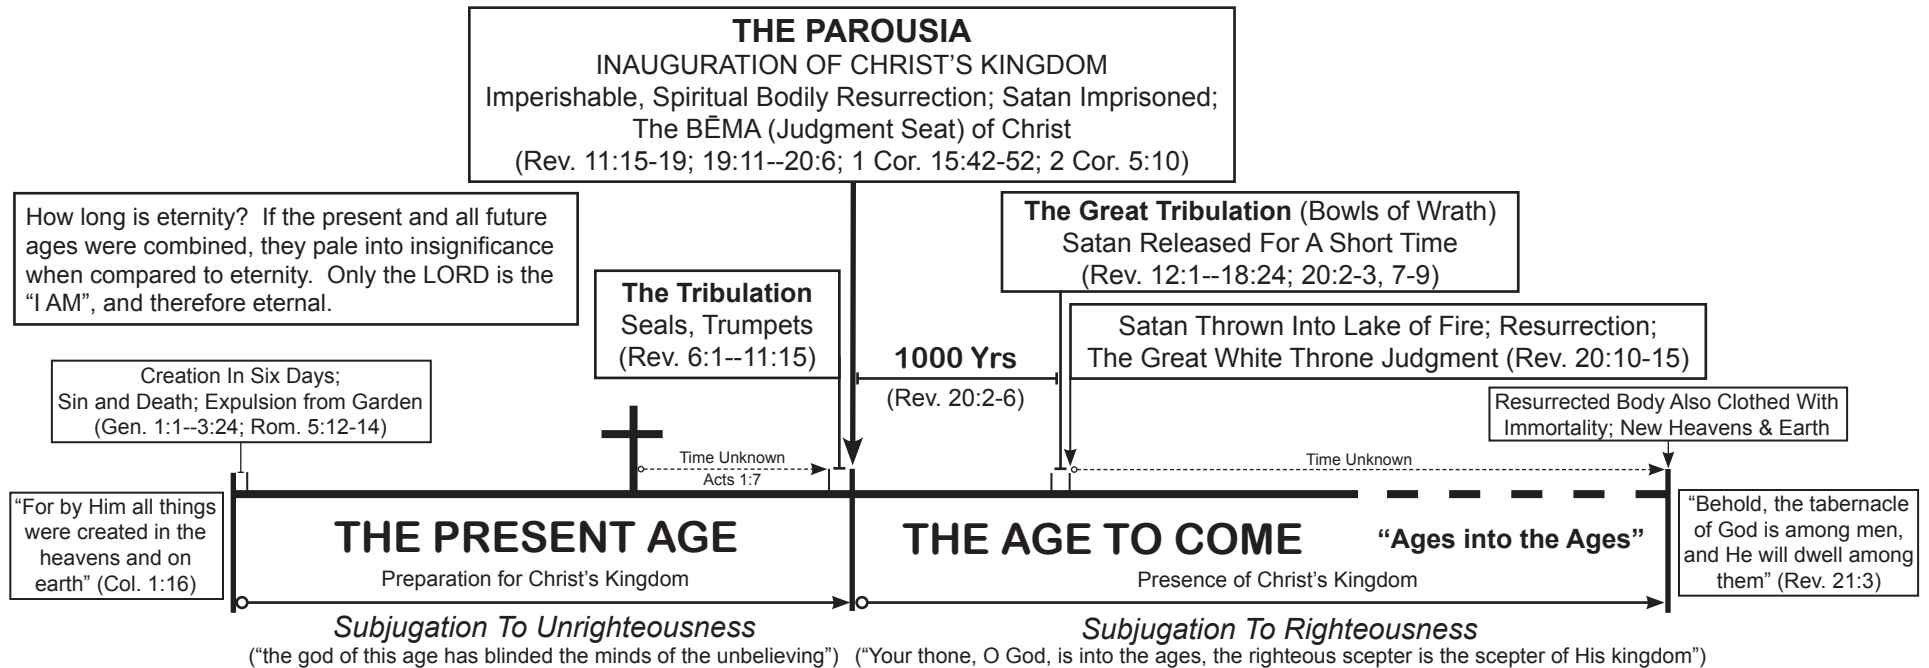 THE PAROUSIA
INAUGURATION OF CHRIST'S KINGDOM
Imperishable, Spiritual Bodily Resurrection; Satan Imprisoned;
The BĒMA (Judgment Seat) of Christ
(Rev. 11:15-19; 19:11--20:6; 1 Cor. 15:42-52; 2 Cor. 5:10)
How long is eternity? If the present and all future
ages were combined, they pale into insignificance
when compared to eternity. Only the LORD is the
“I AM”, and therefore eternal.
The Great Tribulation (Bowls of Wrath)
Satan Released For A Short Time
(Rev. 12:1--18:24; 20:2-3, 7-9)
The Tribulation
Seals, Trumpets
(Rev. 6:1--11:15)
Satan Thrown Into Lake of Fire; Resurrection;
The Great White Throne Judgment (Rev. 20:10-15)
1000 Yrs
(Rev. 20:2-6)
Creation In Six Days;
Sin and Death; Expulsion from Garden
(Gen. 1:1--3:24; Rom. 5:12-14)
Resurrected Body Also Clothed With
Immortality; New Heavens & Earth
Time Unknown
Acts 1:7
Time Unknown
“For by Him all things
were created in the
heavens and on
earth” (Col. 1:16)
THE PRESENT AGE
Preparation for Christ's Kingdom
THE AGE TO COME
“Ages into the Ages”
Presence of Christ's Kingdom
“Behold, the tabernacle
of God is among men,
and He will dwell among
them” (Rev. 21:3)
Subjugation To Unrighteousness
(“the god of this age has blinded the minds of the unbelieving”)
Subjugation To Righteousness
(“Your thone, O God, is into the ages, the righteous scepter is the scepter of His kingdom”)